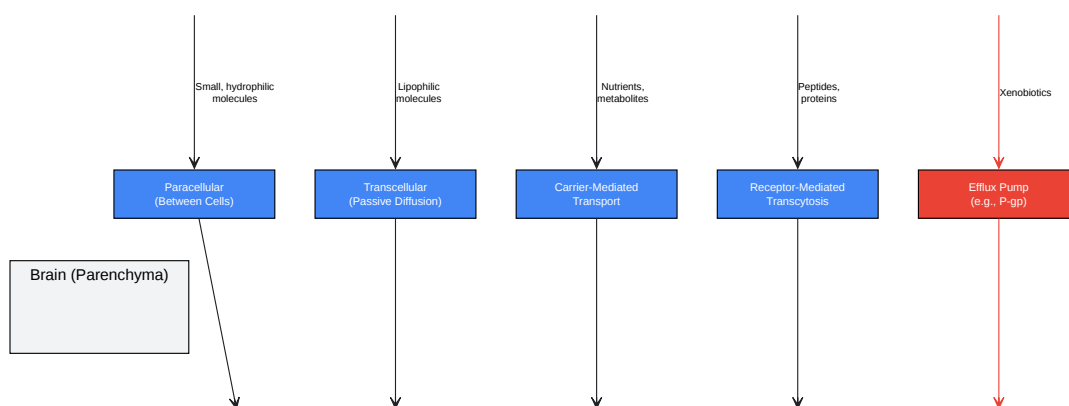 Small, hydrophilic
molecules
Lipophilic
molecules
Nutrients,
metabolites
Peptides,
proteins
Xenobiotics
Paracellular
(Between Cells)
Transcellular
(Passive Diffusion)
Carrier-Mediated
Transport
Receptor-Mediated
Transcytosis
Efflux Pump
(e.g., P-gp)
Brain (Parenchyma)